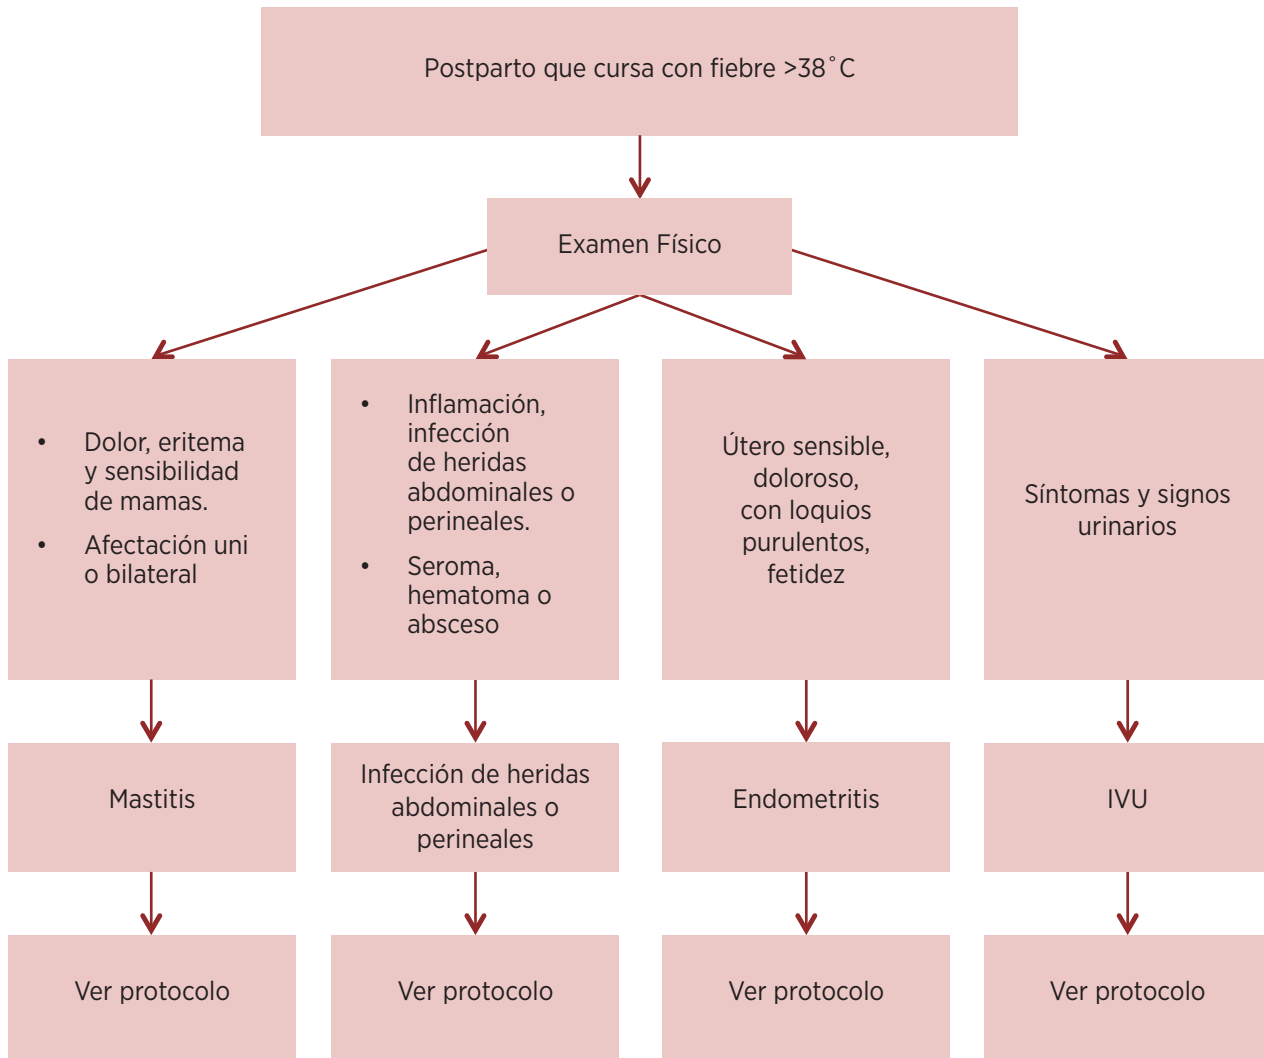 Postparto que cursa con fiebre >38˚C
Examen Físico
• Dolor, eritema
y sensibilidad
de mamas.
• Afectación uni
o bilateral
• Inflamación,
infección
de heridas
abdominales o
perineales.
• Seroma,
hematoma o
absceso
Útero sensible,
doloroso,
con loquios
purulentos,
fetidez
Síntomas y signos
urinarios
Mastitis
Infección de heridas
abdominales o
perineales
Endometritis
IVU
Ver protocolo
Ver protocolo
Ver protocolo
Ver protocolo